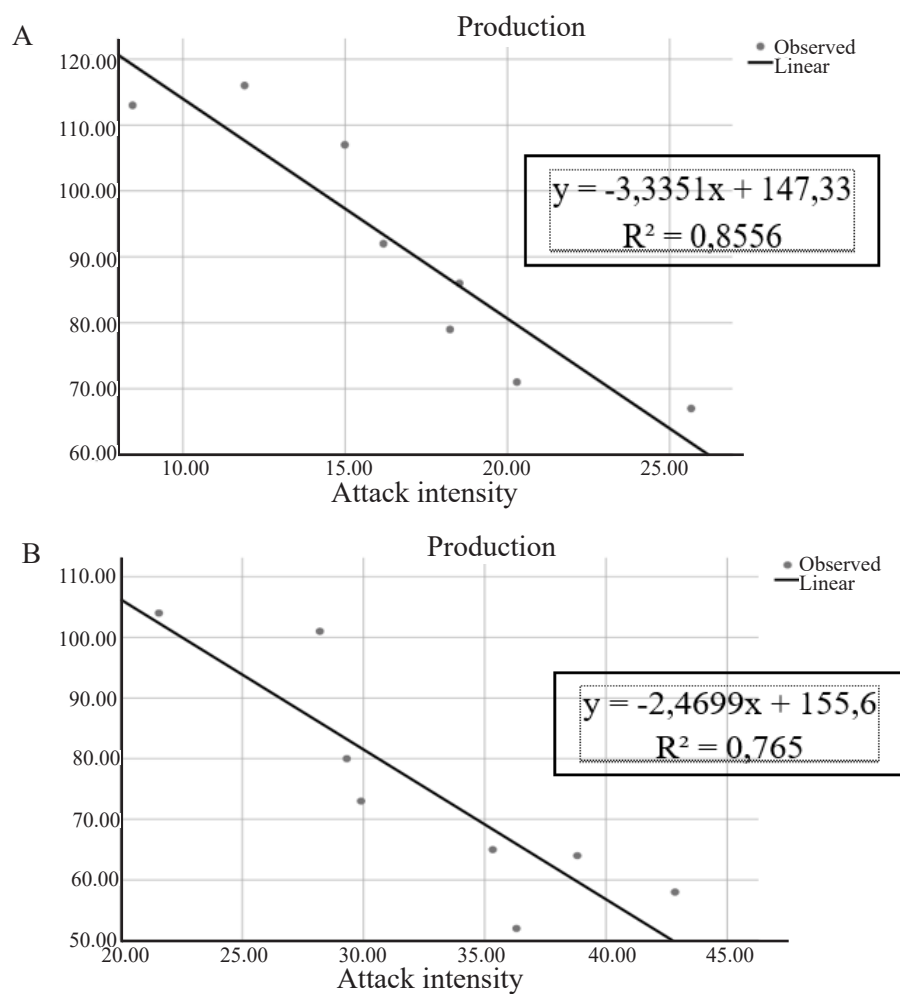 A
Production
Observed
Linear
120.00
110.00
100.00
90.00
80.00
70.00
60.00
y = -3,3351x + 147,33
R² = 0,8556
10.00 15.00 20.00 25.00
Attack intensity
B
Production
Observed
Linear
110.00
100.00
90.00
80.00
70.00
60.00
50.00
y = -2,4699x + 155,6
R² = 0,765
20.00 25.00 30.00 35.00 40.00 45.00
Attack intensity